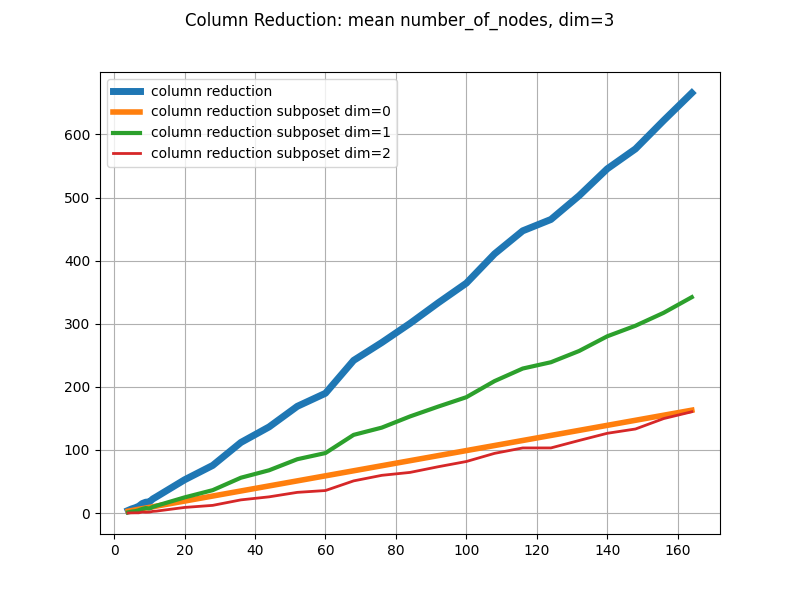 Column Reduction: mean number_of_nodes, dim=3
column reduction
column reduction subposet dim=0
column reduction subposet dim=1
column reduction subposet dim=2
600
500
400
300
200
100
0
0 20 40 60 80 100 120 140 160